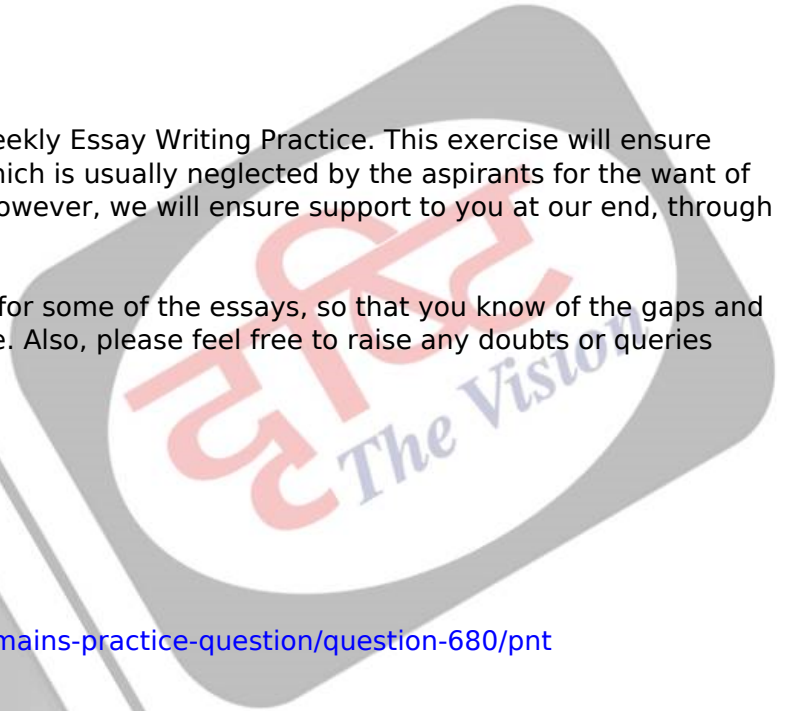 eekly Essay Writing Practice. This exercise will ensure
hich is usually neglected by the aspirants for the want of
owever, we will ensure support to you at our end, through
for some of the essays, so that you know of the gaps and
e. Also, please feel free to raise any doubts or queries
दृष्टि
The Vision
mains-practice-question/question-680/pnt